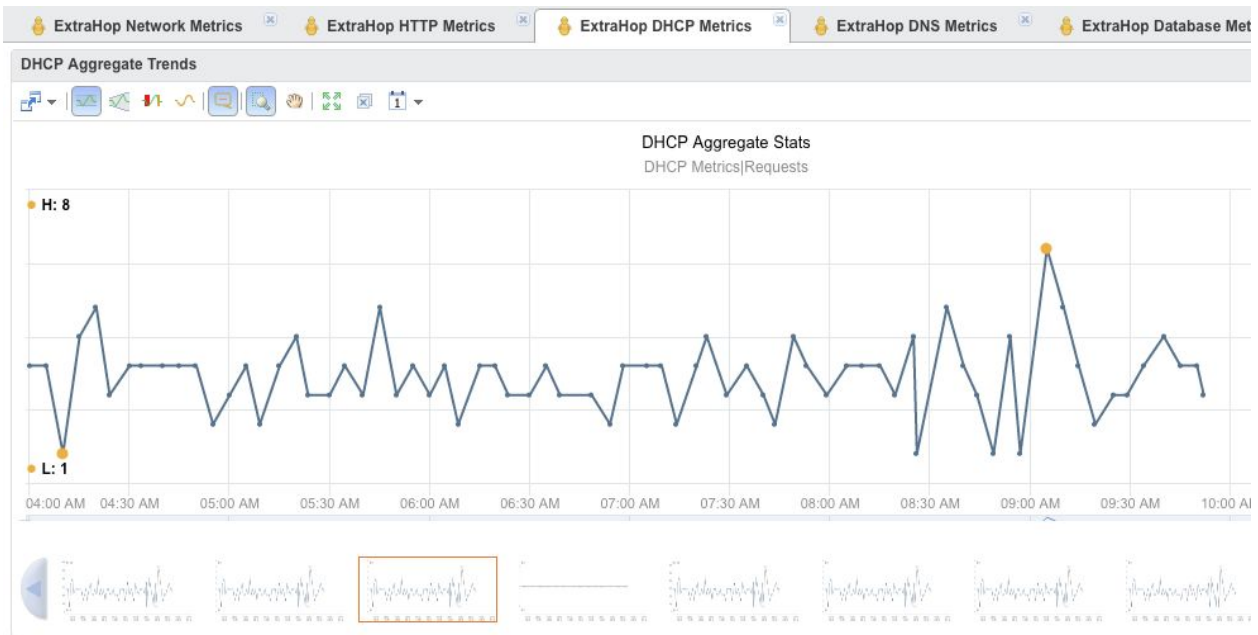 ExtraHop Network Metrics
ExtraHop HTTP Metrics
ExtraHop DHCP Metrics
ExtraHop DNS Metrics
ExtraHop Database Met
DHCP Aggregate Trends
1
DHCP Aggregate Stats
DHCP Metrics|Requests
H: 8
L: 1
04:00 AM 04:30 AM 05:00 AM 05:30 AM 06:00 AM 06:30 AM 07:00 AM 07:30 AM 08:00 AM 08:30 AM 09:00 AM 09:30 AM 10:00 A